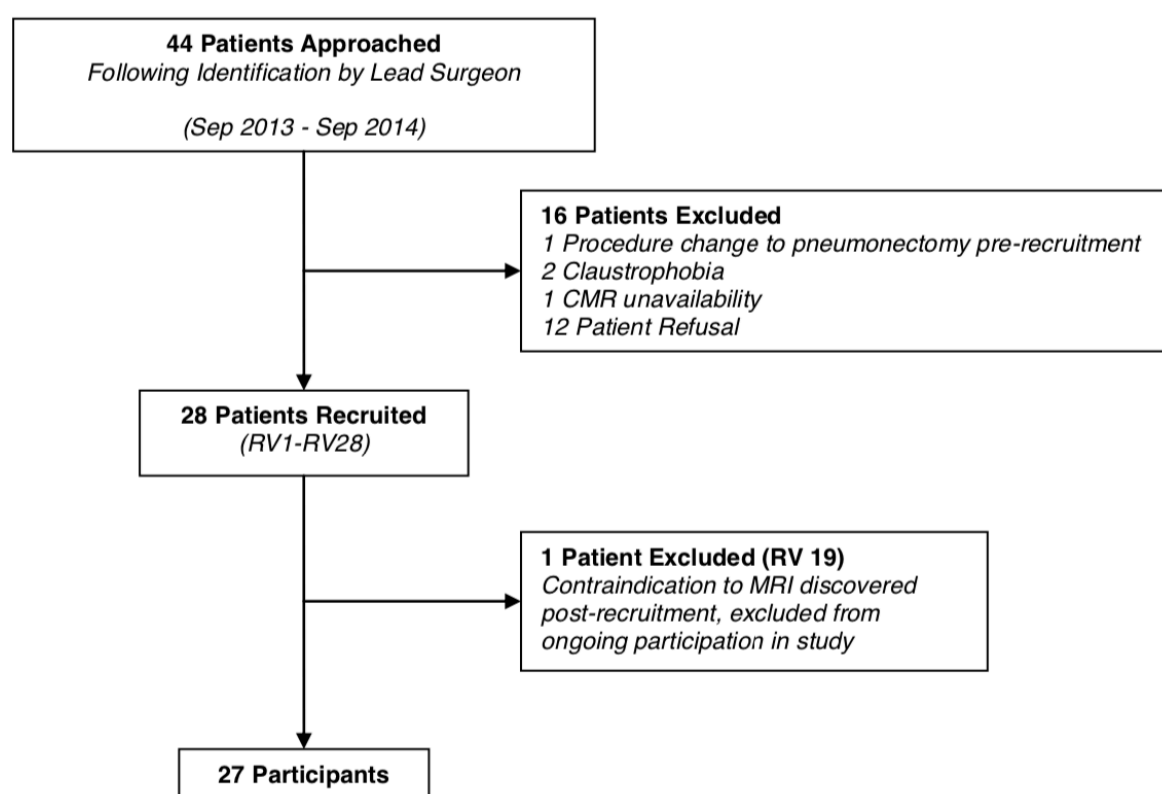 44 Patients Approached
Following Identification by Lead Surgeon
(Sep 2013 - Sep 2014)
16 Patients Excluded
1 Procedure change to pneumonectomy pre-recruitment
2 Claustrophobia
1 CMR unavailability
12 Patient Refusal
28 Patients Recruited
(RV1-RV28)
1 Patient Excluded (RV 19)
Contraindication to MRI discovered
post-recruitment, excluded from
ongoing participation in study
27 Participants